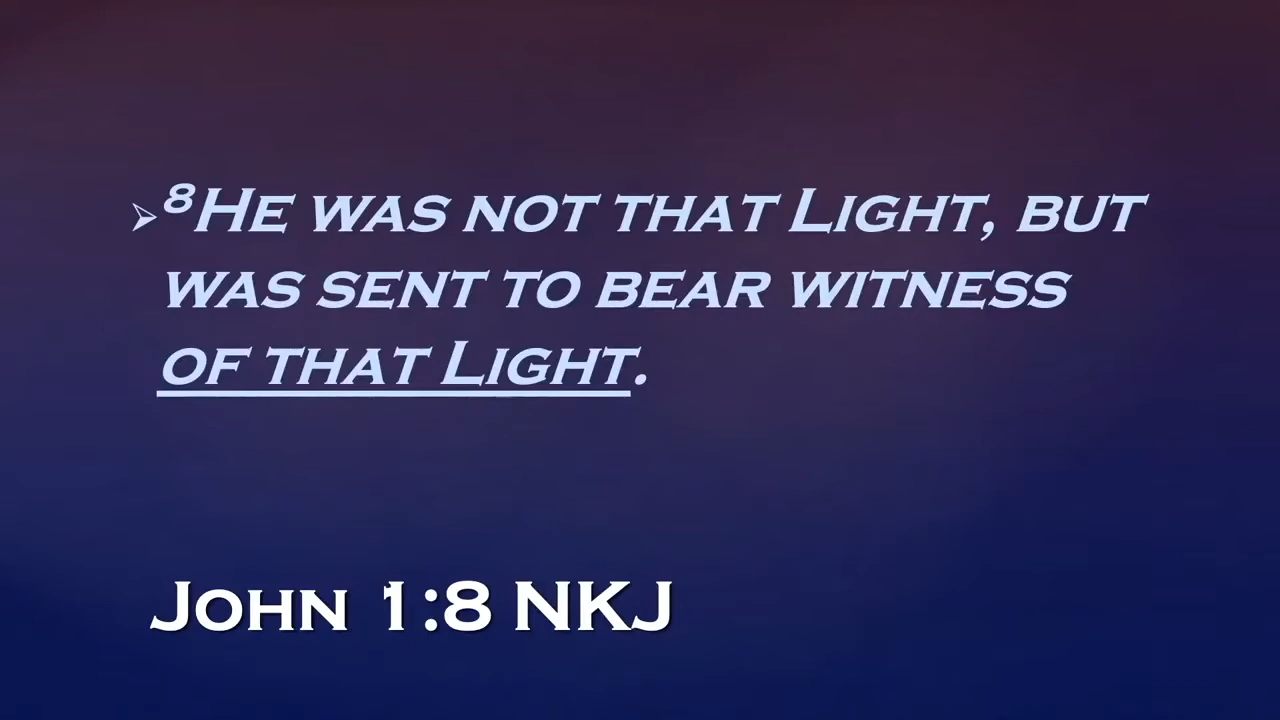 ➢⁸He was not that Light, but
was sent to bear witness
of that Light.
John 1:8 NKJ